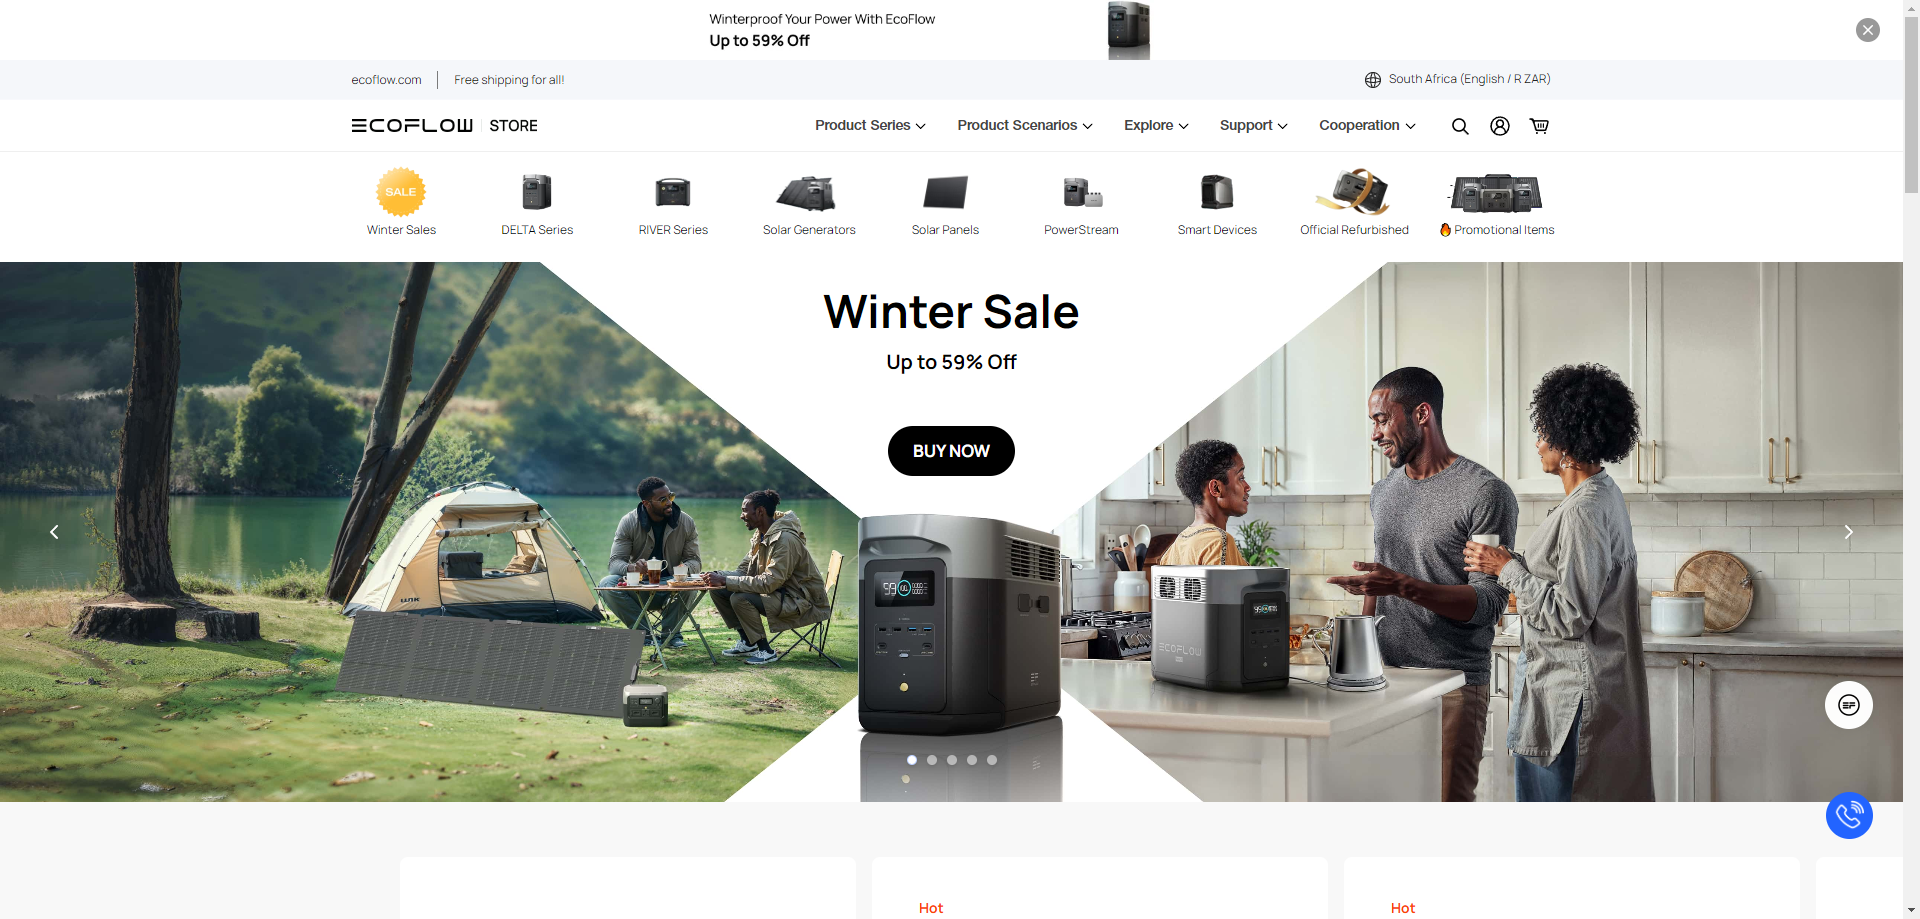 Winterproof Your Power With EcoFlow
Up to 59% Off
ecoflow.com
Free shipping for all!
South Africa (English / R ZAR)
ECOFLOW STORE
Product Series
Product Scenarios
Explore
Support
Cooperation
SALE
Winter Sales
DELTA Series
RIVER Series
Solar Generators
Solar Panels
PowerStream
Smart Devices
Official Refurbished
🔥 Promotional Items
Winter Sale
Up to 59% Off
BUY NOW
99
ECOFLOW
Hot
Hot